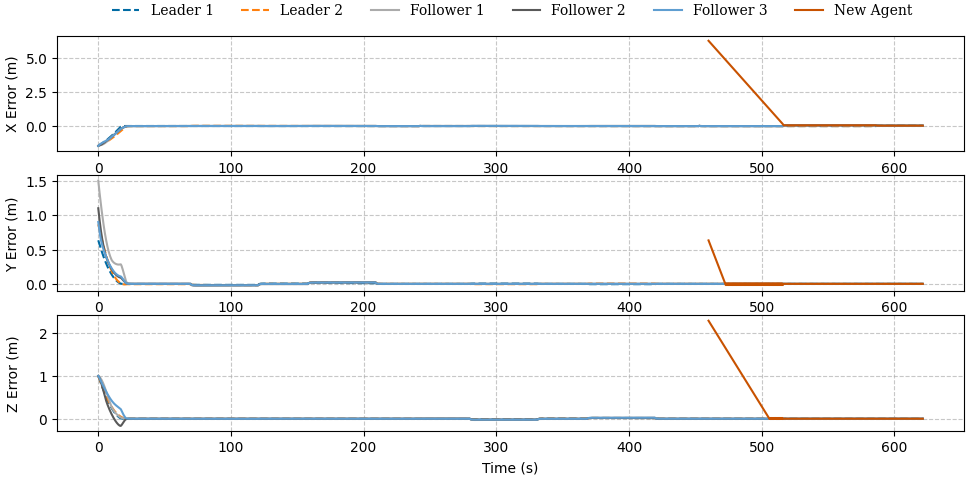 Leader 1 Leader 2 Follower 1 Follower 2 Follower 3 New Agent
X Error (m)
5.0
2.5
0.0
0 100 200 300 400 500 600
Y Error (m)
1.5
1.0
0.5
0.0
0 100 200 300 400 500 600
Z Error (m)
2
1
0
0 100 200 300 400 500 600
Time (s)